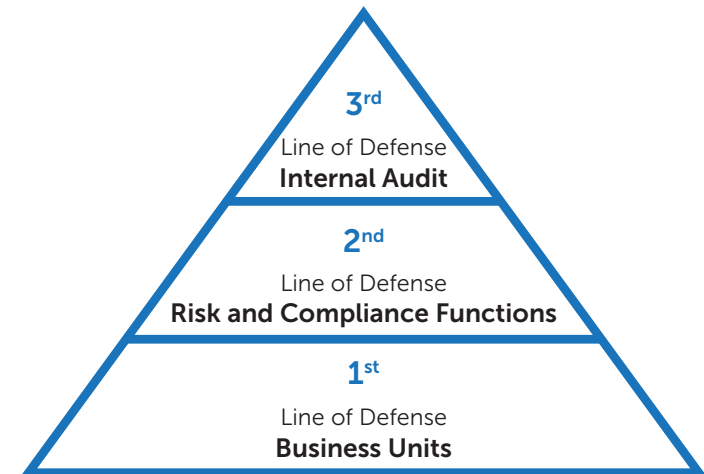 3rd
Line of Defense
Internal Audit
2nd
Line of Defense
Risk and Compliance Functions
1st
Line of Defense
Business Units